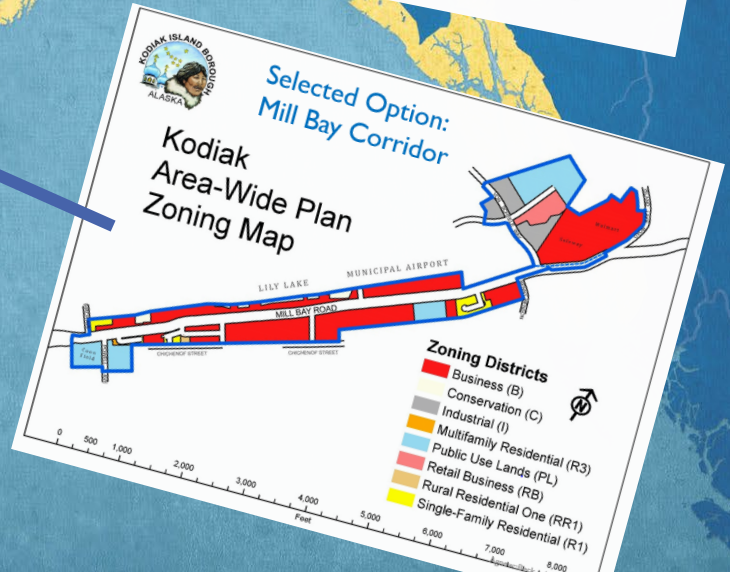 KODIAK ISLAND BOROUGH
ALASKA
Selected Option:
Mill Bay Corridor
Kodiak
Area-Wide Plan
Zoning Map
LILY LAKE
MUNICIPAL AIRPORT
MILL BAY ROAD
CHICHENOF STREET
CHICHENOF STREET
Safeway
Walmart
Zoning Districts
Business (B)
Conservation (C)
Industrial (I)
Multifamily Residential (R3)
Public Use Lands (PL)
Retail Business (RB)
Rural Residential One (RR1)
Single-Family Residential (R1)
N
0
500
1,000
2,000
3,000
4,000
5,000
6,000
7,000
8,000
Feet